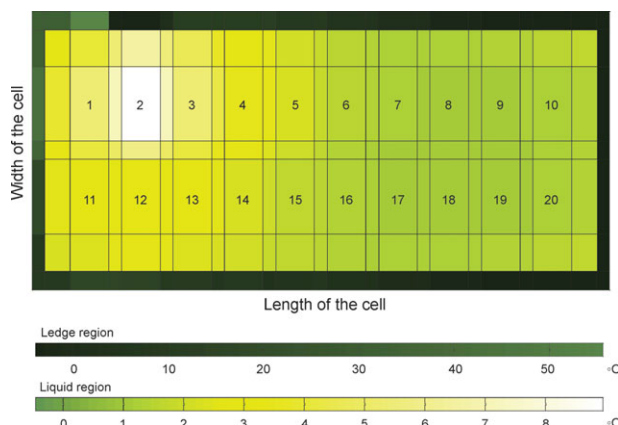 Width of the cell
1 2 3 4 5 6 7 8 9 10
11 12 13 14 15 16 17 18 19 20
Length of the cell
Ledge region
0 10 20 30 40 50 °C
Liquid region
0 1 2 3 4 5 6 7 8 °C